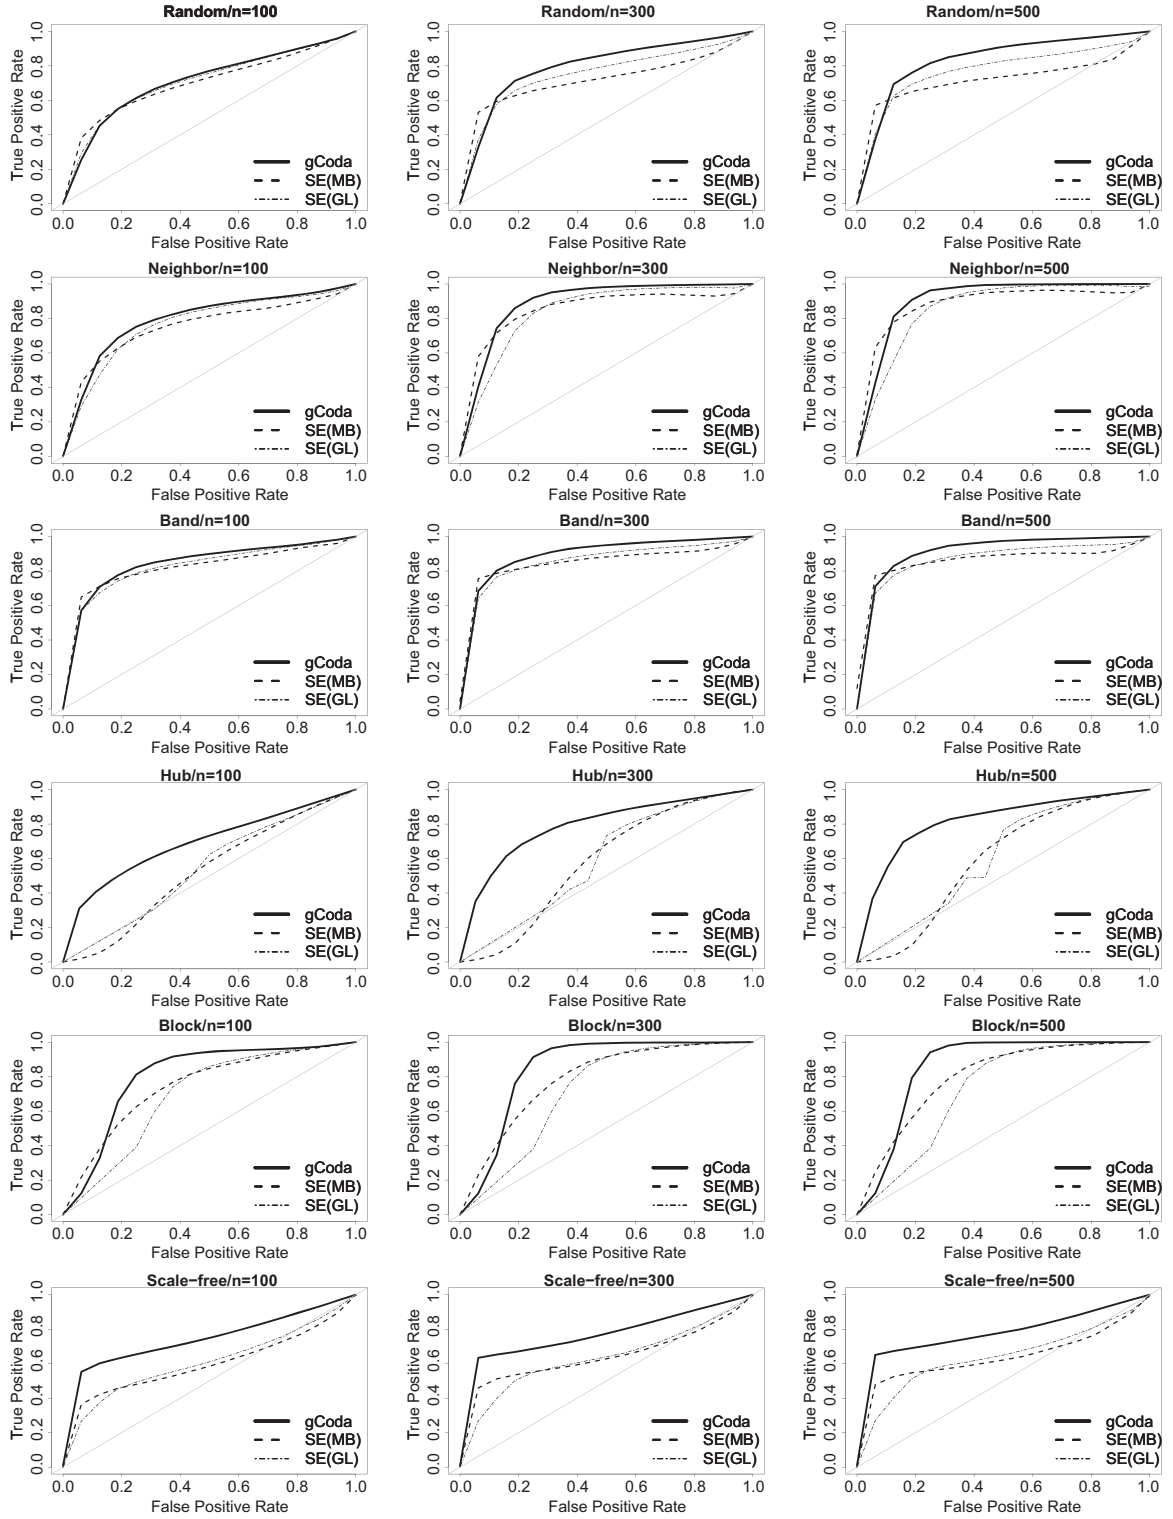 Random/n=100
True Positive Rate
0.0 0.2 0.4 0.6 0.8 1.0
gCoda
SE(MB)
SE(GL)
0.0 0.2 0.4 0.6 0.8 1.0
False Positive Rate
Random/n=300
True Positive Rate
0.0 0.2 0.4 0.6 0.8 1.0
gCoda
SE(MB)
SE(GL)
0.0 0.2 0.4 0.6 0.8 1.0
False Positive Rate
Random/n=500
True Positive Rate
0.0 0.2 0.4 0.6 0.8 1.0
gCoda
SE(MB)
SE(GL)
0.0 0.2 0.4 0.6 0.8 1.0
False Positive Rate
Neighbor/n=100
True Positive Rate
0.0 0.2 0.4 0.6 0.8 1.0
gCoda
SE(MB)
SE(GL)
0.0 0.2 0.4 0.6 0.8 1.0
False Positive Rate
Neighbor/n=300
True Positive Rate
0.0 0.2 0.4 0.6 0.8 1.0
gCoda
SE(MB)
SE(GL)
0.0 0.2 0.4 0.6 0.8 1.0
False Positive Rate
Neighbor/n=500
True Positive Rate
0.0 0.2 0.4 0.6 0.8 1.0
gCoda
SE(MB)
SE(GL)
0.0 0.2 0.4 0.6 0.8 1.0
False Positive Rate
Band/n=100
True Positive Rate
0.0 0.2 0.4 0.6 0.8 1.0
gCoda
SE(MB)
SE(GL)
0.0 0.2 0.4 0.6 0.8 1.0
False Positive Rate
Band/n=300
True Positive Rate
0.0 0.2 0.4 0.6 0.8 1.0
gCoda
SE(MB)
SE(GL)
0.0 0.2 0.4 0.6 0.8 1.0
False Positive Rate
Band/n=500
True Positive Rate
0.0 0.2 0.4 0.6 0.8 1.0
gCoda
SE(MB)
SE(GL)
0.0 0.2 0.4 0.6 0.8 1.0
False Positive Rate
Hub/n=100
True Positive Rate
0.0 0.2 0.4 0.6 0.8 1.0
gCoda
SE(MB)
SE(GL)
0.0 0.2 0.4 0.6 0.8 1.0
False Positive Rate
Hub/n=300
True Positive Rate
0.0 0.2 0.4 0.6 0.8 1.0
gCoda
SE(MB)
SE(GL)
0.0 0.2 0.4 0.6 0.8 1.0
False Positive Rate
Hub/n=500
True Positive Rate
0.0 0.2 0.4 0.6 0.8 1.0
gCoda
SE(MB)
SE(GL)
0.0 0.2 0.4 0.6 0.8 1.0
False Positive Rate
Block/n=100
True Positive Rate
0.0 0.2 0.4 0.6 0.8 1.0
gCoda
SE(MB)
SE(GL)
0.0 0.2 0.4 0.6 0.8 1.0
False Positive Rate
Block/n=300
True Positive Rate
0.0 0.2 0.4 0.6 0.8 1.0
gCoda
SE(MB)
SE(GL)
0.0 0.2 0.4 0.6 0.8 1.0
False Positive Rate
Block/n=500
True Positive Rate
0.0 0.2 0.4 0.6 0.8 1.0
gCoda
SE(MB)
SE(GL)
0.0 0.2 0.4 0.6 0.8 1.0
False Positive Rate
Scale−free/n=100
True Positive Rate
0.0 0.2 0.4 0.6 0.8 1.0
gCoda
SE(MB)
SE(GL)
0.0 0.2 0.4 0.6 0.8 1.0
False Positive Rate
Scale−free/n=300
True Positive Rate
0.0 0.2 0.4 0.6 0.8 1.0
gCoda
SE(MB)
SE(GL)
0.0 0.2 0.4 0.6 0.8 1.0
False Positive Rate
Scale−free/n=500
True Positive Rate
0.0 0.2 0.4 0.6 0.8 1.0
gCoda
SE(MB)
SE(GL)
0.0 0.2 0.4 0.6 0.8 1.0
False Positive Rate